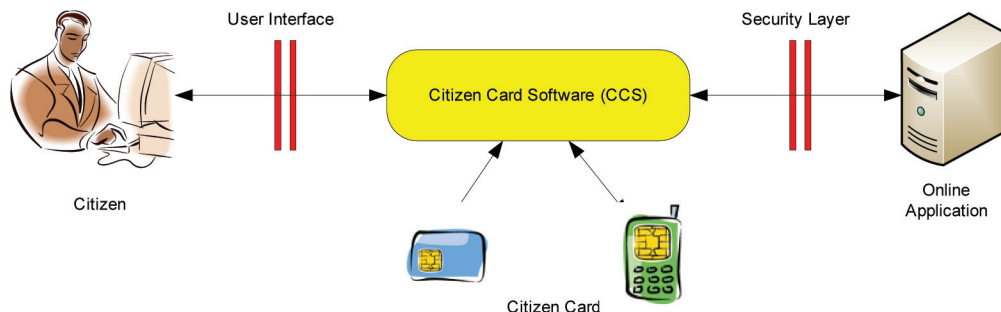 User Interface
Security Layer
Citizen Card Software (CCS)
Citizen
Online
Application
Citizen Card